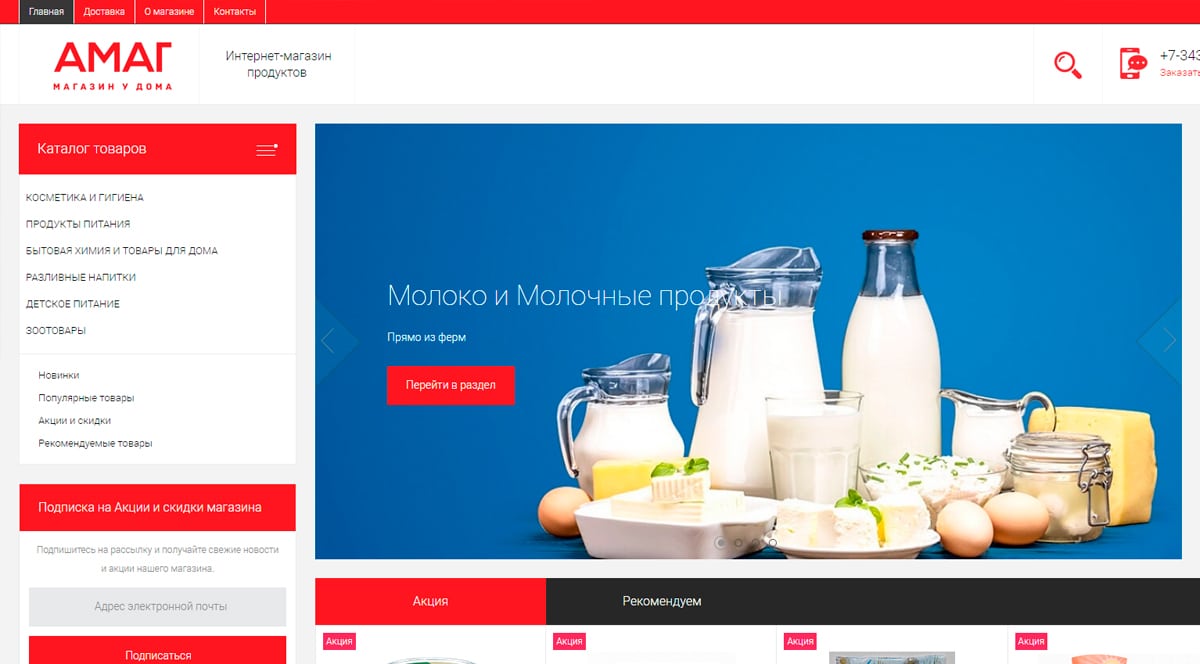 Главная
Доставка
О магазине
Контакты
АМАГ
МАГАЗИН У ДОМА
Интернет-магазин
продуктов
+7-343
Заказать
Каталог товаров
КОСМЕТИКА И ГИГИЕНА
ПРОДУКТЫ ПИТАНИЯ
БЫТОВАЯ ХИМИЯ И ТОВАРЫ ДЛЯ ДОМА
РАЗЛИВНЫЕ НАПИТКИ
ДЕТСКОЕ ПИТАНИЕ
ЗООТОВАРЫ
Новинки
Популярные товары
Акции и скидки
Рекомендуемые товары
Подписка на Акции и скидки магазина
Подпишитесь на рассылку и получайте свежие новости
и акции нашего магазина.
Адрес электронной почты
Подписаться
Молоко и Молочные продукты
Прямо из ферм
Перейти в раздел
Акция
Рекомендуем
Акция
Акция
Акция
Акция